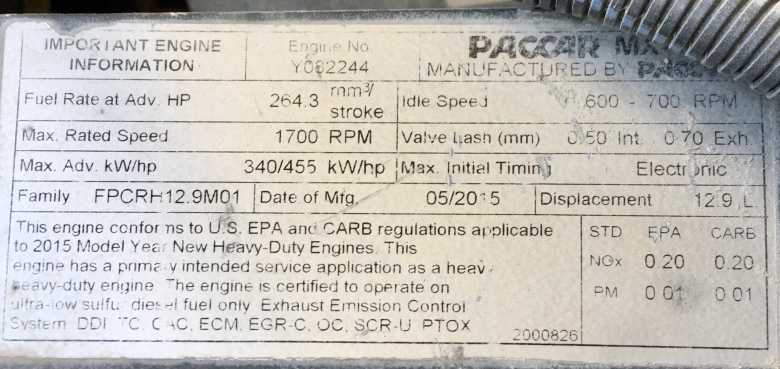 IMPORTANT ENGINE INFORMATION
Engine No Y082244
PACCAR MX
MANUFACTURED BY
Fuel Rate at Adv. HP 264.3 mm3/stroke
Idle Speed 600 - 700 RPM
Max. Rated Speed 1700 RPM
Valve Lash (mm) 0.50 Int. 0.70 Exh.
Max. Adv. kW/hp 340/455 kW/hp
Max. Initial Timing Electronic
Family FPCRH12.9M01
Date of Mfg. 05/2015
Displacement 12.9 L
This engine conforms to U.S. EPA and CARB regulations applicable
to 2015 Model Year New Heavy-Duty Engines. This
engine has a primary intended service application as a heavy
heavy-duty engine. The engine is certified to operate on
ultra-low sulfur diesel fuel only. Exhaust Emission Control
System DDI, TC, CAC, ECM, EGR-C, OC, SCR-U, PTOX
STD EPA CARB
NOx 0.20 0.20
PM 0.01 0.01
2000826